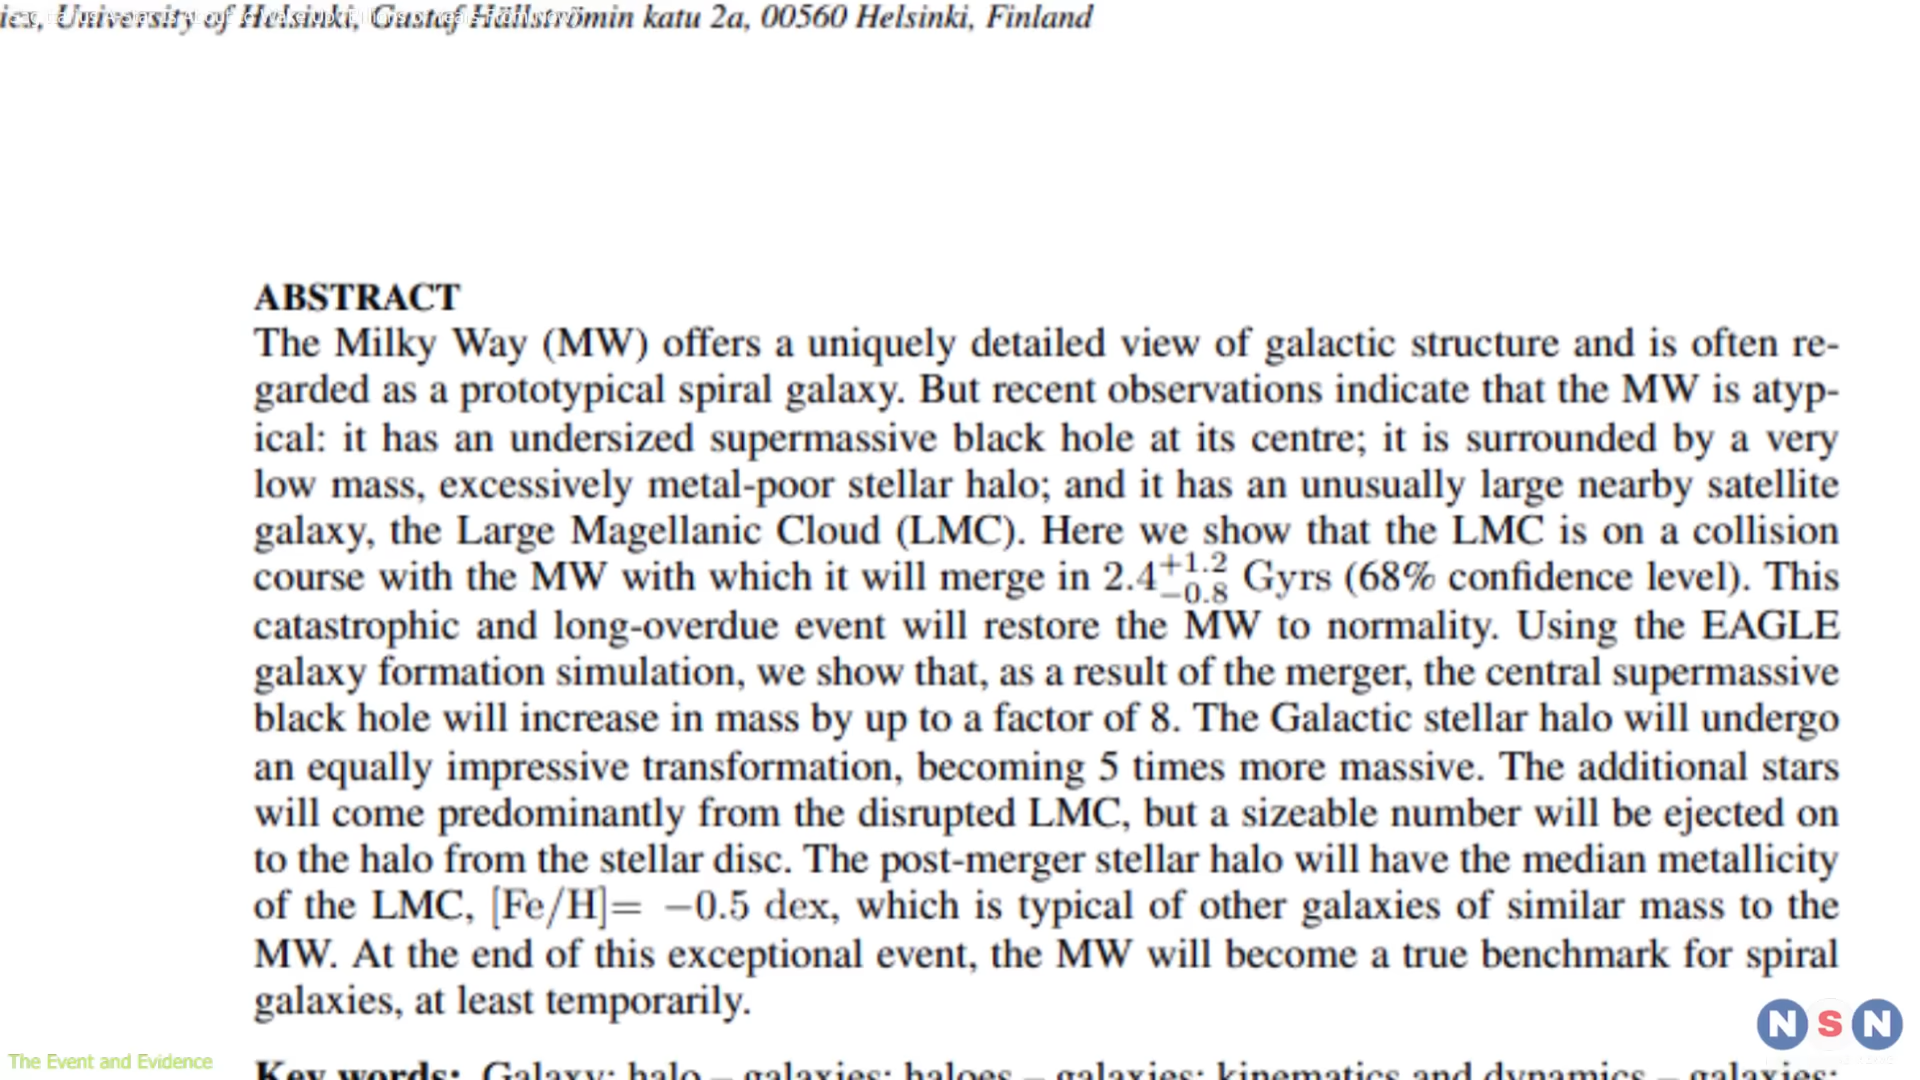 ics, University of Helsinki, Gustaf Hällströmin katu 2a, 00560 Helsinki, Finland
ABSTRACT
The Milky Way (MW) offers a uniquely detailed view of galactic structure and is often re-
garded as a prototypical spiral galaxy. But recent observations indicate that the MW is atyp-
ical: it has an undersized supermassive black hole at its centre; it is surrounded by a very
low mass, excessively metal-poor stellar halo; and it has an unusually large nearby satellite
galaxy, the Large Magellanic Cloud (LMC). Here we show that the LMC is on a collision
course with the MW with which it will merge in 2.4 +1.2 −0.8 Gyrs (68% confidence level). This
catastrophic and long-overdue event will restore the MW to normality. Using the EAGLE
galaxy formation simulation, we show that, as a result of the merger, the central supermassive
black hole will increase in mass by up to a factor of 8. The Galactic stellar halo will undergo
an equally impressive transformation, becoming 5 times more massive. The additional stars
will come predominantly from the disrupted LMC, but a sizeable number will be ejected on
to the halo from the stellar disc. The post-merger stellar halo will have the median metallicity
of the LMC, [Fe/H]= −0.5 dex, which is typical of other galaxies of similar mass to the
MW. At the end of this exceptional event, the MW will become a true benchmark for spiral
galaxies, at least temporarily.
Key words: Galaxy: halo – galaxies: haloes – galaxies: kinematics and dynamics – galaxies:
The Event and Evidence
N S N